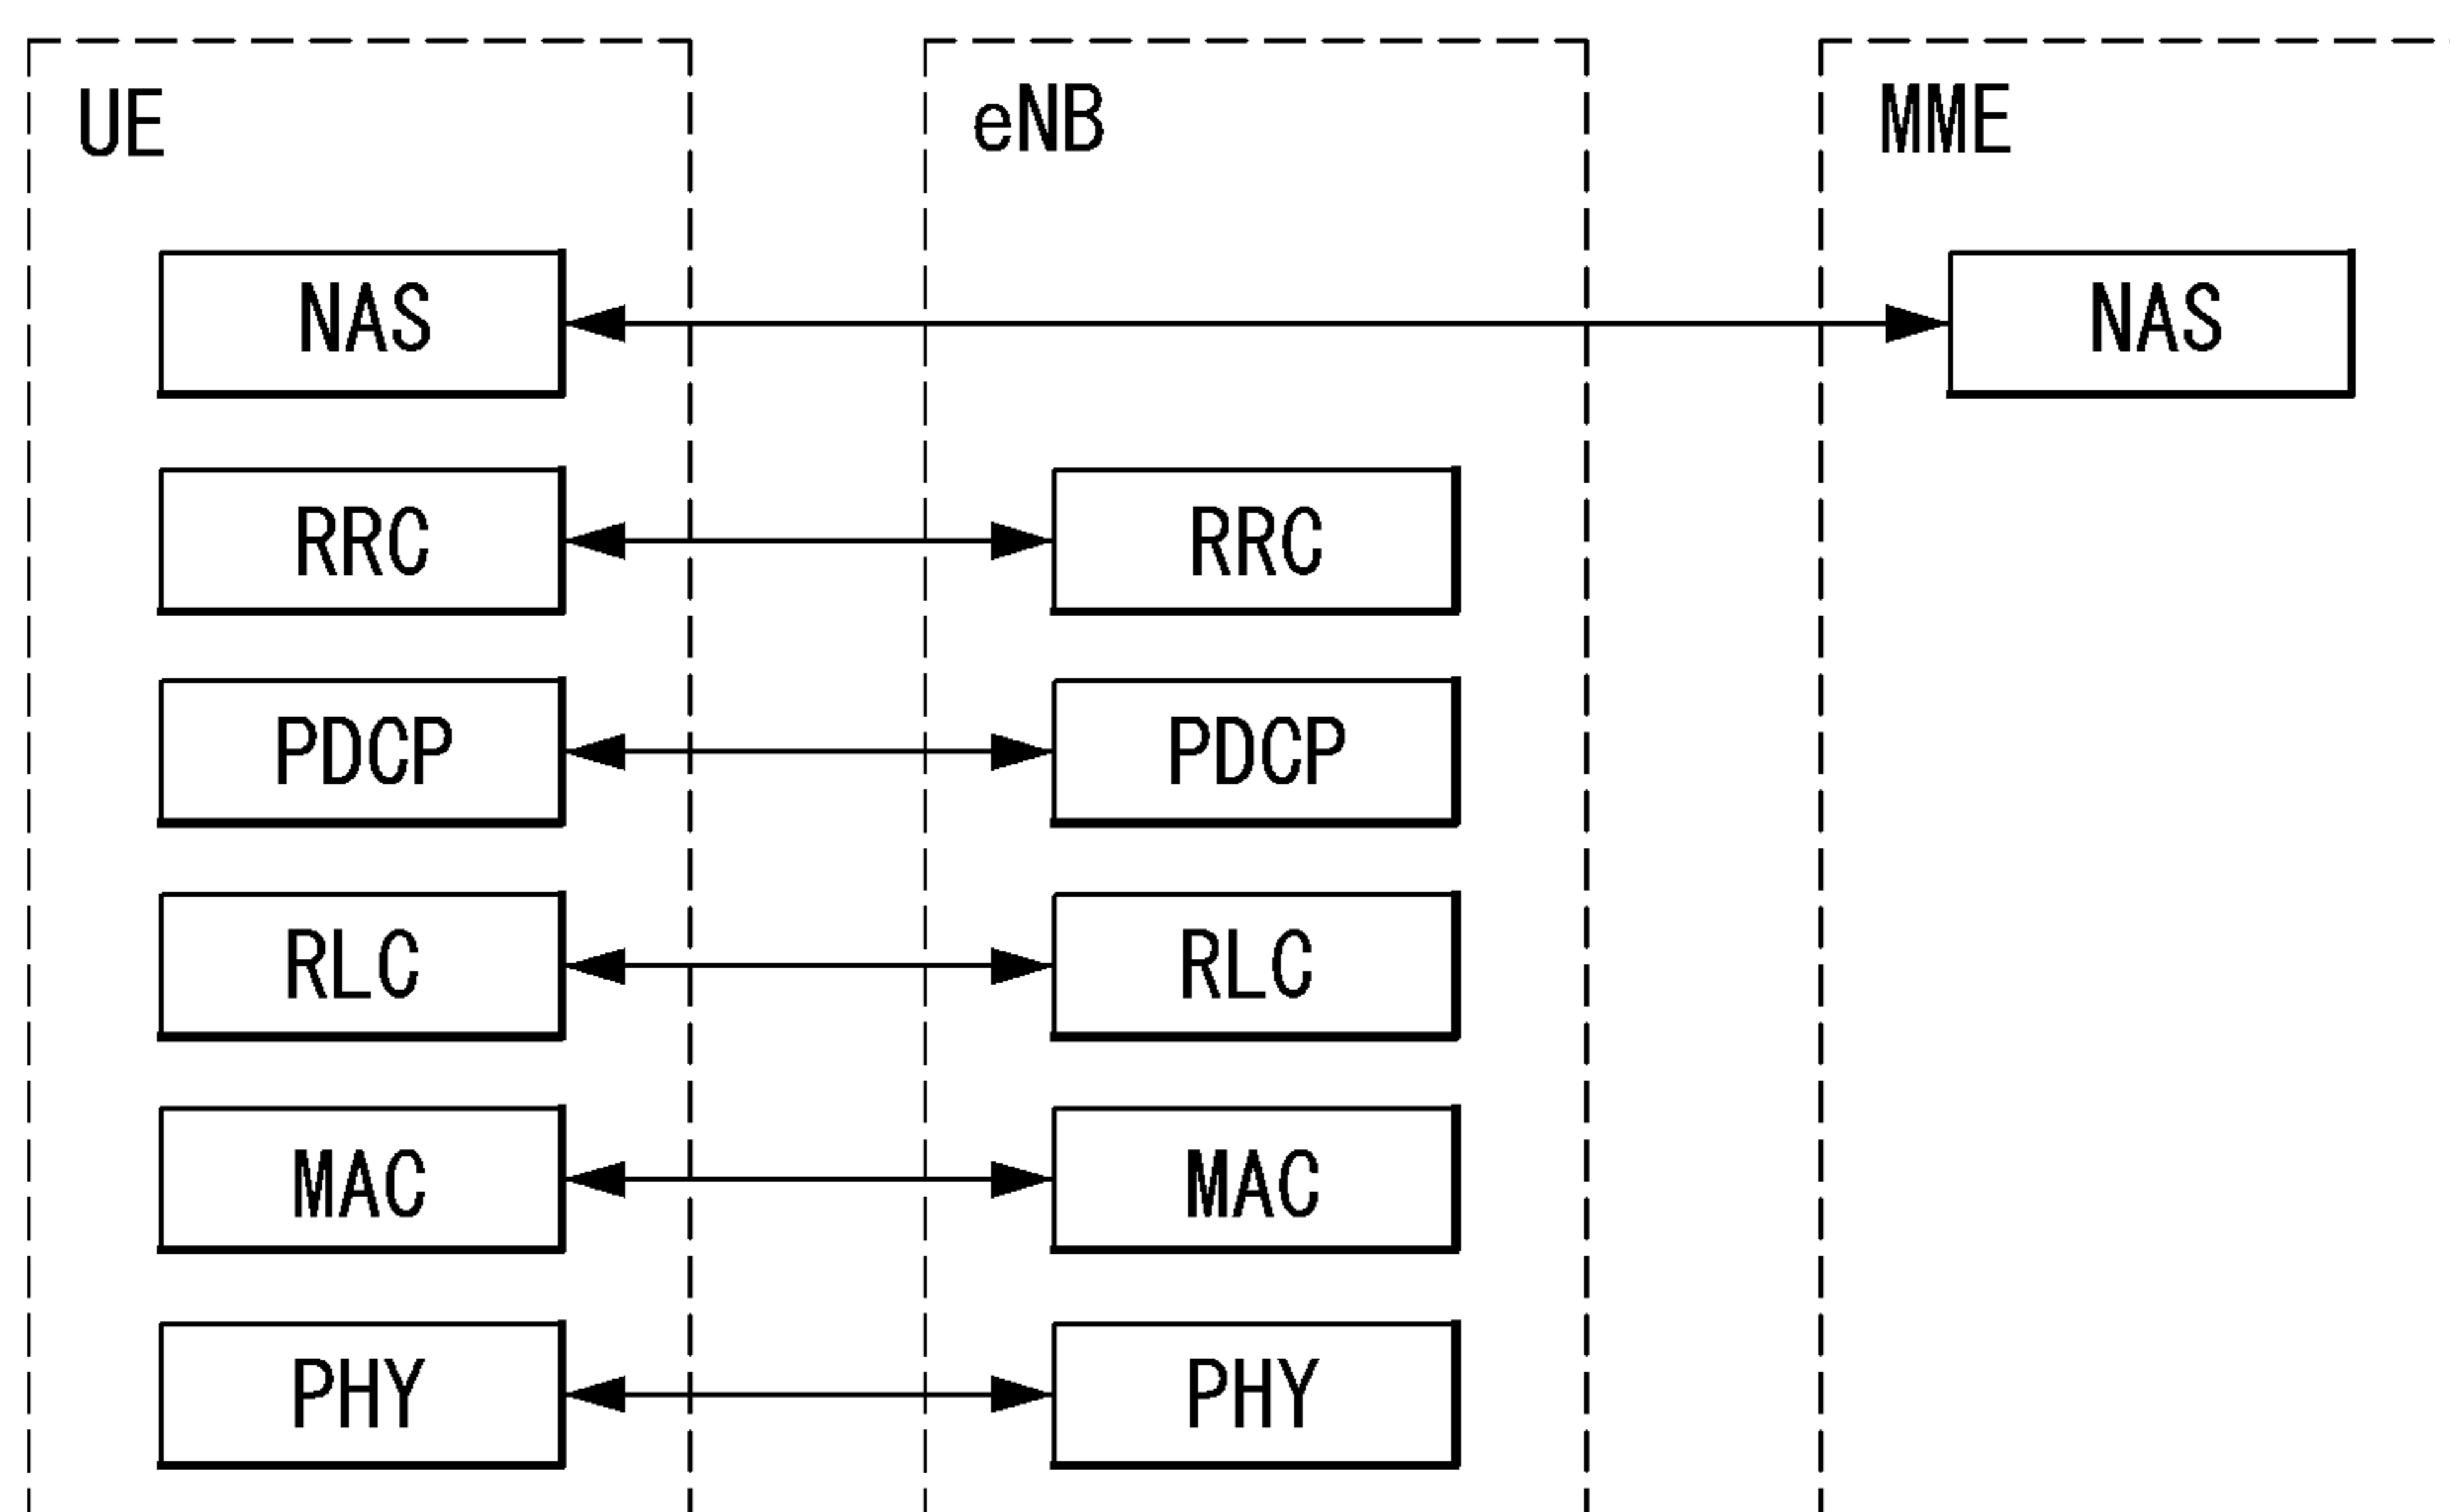 UE
eNB
MME
NAS
NAS
RRC
RRC
PDCP
PDCP
RLC
RLC
MAC
MAC
PHY
PHY